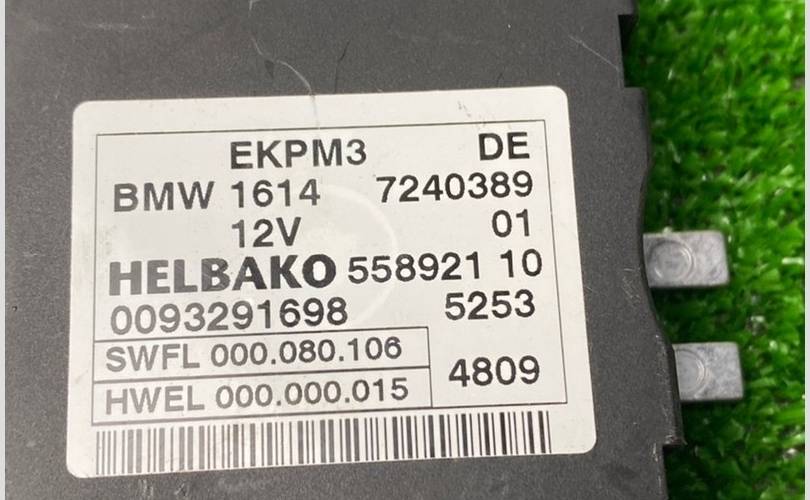 EKPM3 DE
BMW 1614 7240389
12V 01
HELBAKO 558921 10
0093291698 5253
SWFL 000.080.106
4809
HWEL 000.000.015